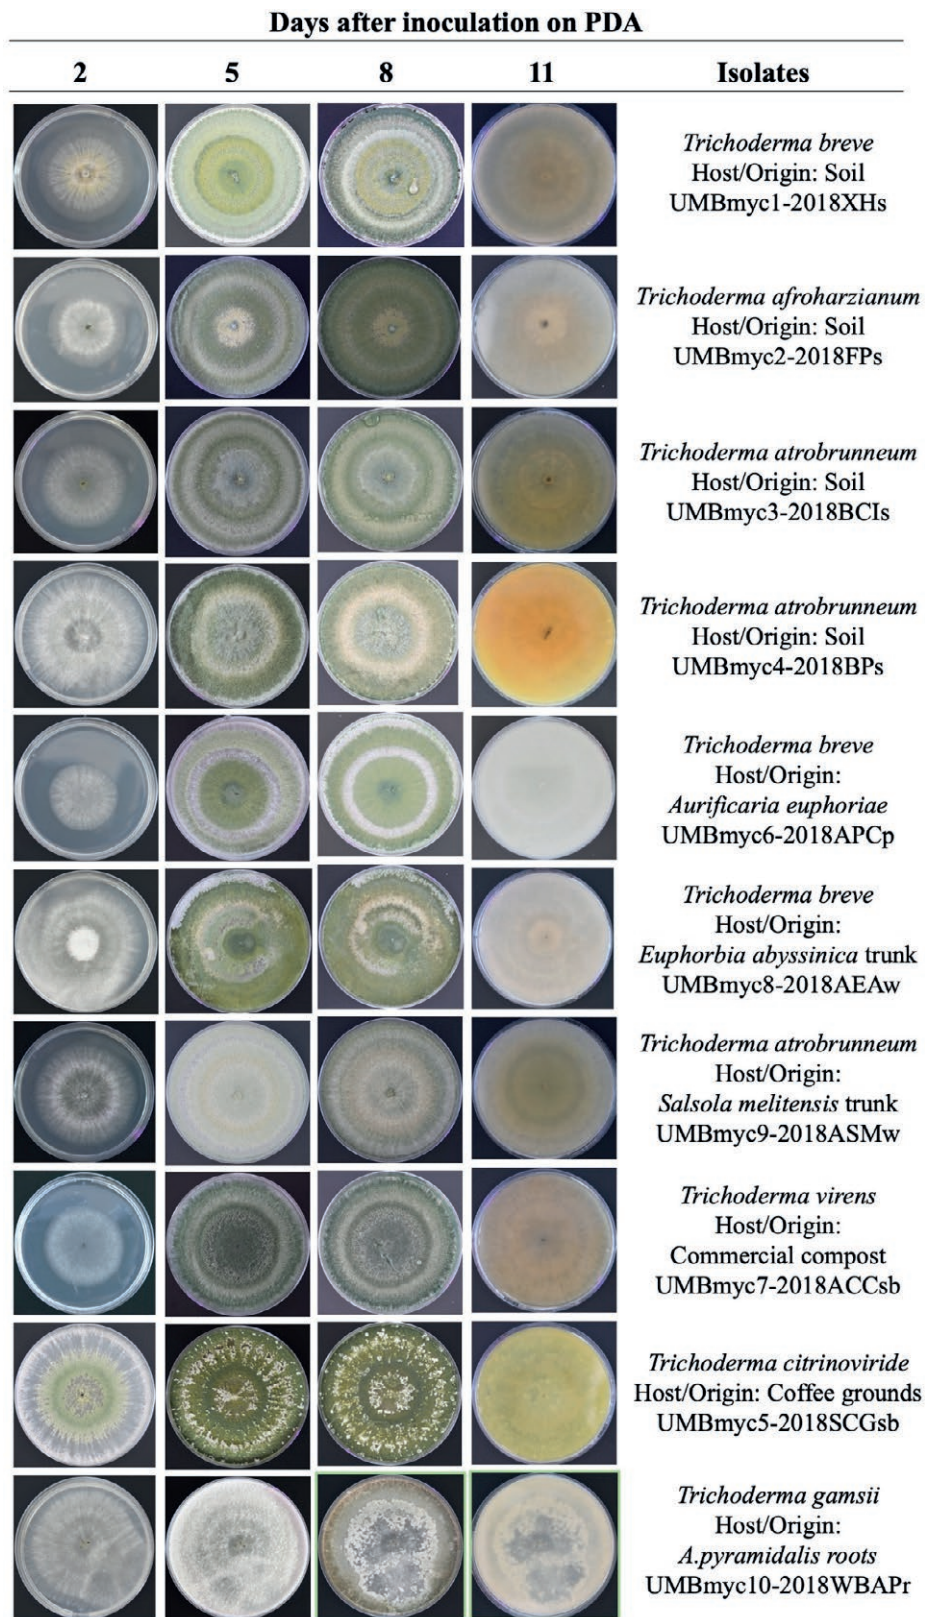 Days after inoculation on PDA
2 5 8 11 Isolates
Trichoderma breve
Host/Origin: Soil
UMBmyc1-2018XHs
Trichoderma afroharzianum
Host/Origin: Soil
UMBmyc2-2018FPs
Trichoderma atrobrunneum
Host/Origin: Soil
UMBmyc3-2018BCIs
Trichoderma atrobrunneum
Host/Origin: Soil
UMBmyc4-2018BPs
Trichoderma breve
Host/Origin:
Aurificaria euphoriae
UMBmyc6-2018APCp
Trichoderma breve
Host/Origin:
Euphorbia abyssinica trunk
UMBmyc8-2018AEAw
Trichoderma atrobrunneum
Host/Origin:
Salsola melitensis trunk
UMBmyc9-2018ASMw
Trichoderma virens
Host/Origin:
Commercial compost
UMBmyc7-2018ACCsb
Trichoderma citrinoviride
Host/Origin: Coffee grounds
UMBmyc5-2018SCGsb
Trichoderma gamsii
Host/Origin:
A.pyramidalis roots
UMBmyc10-2018WBAPr